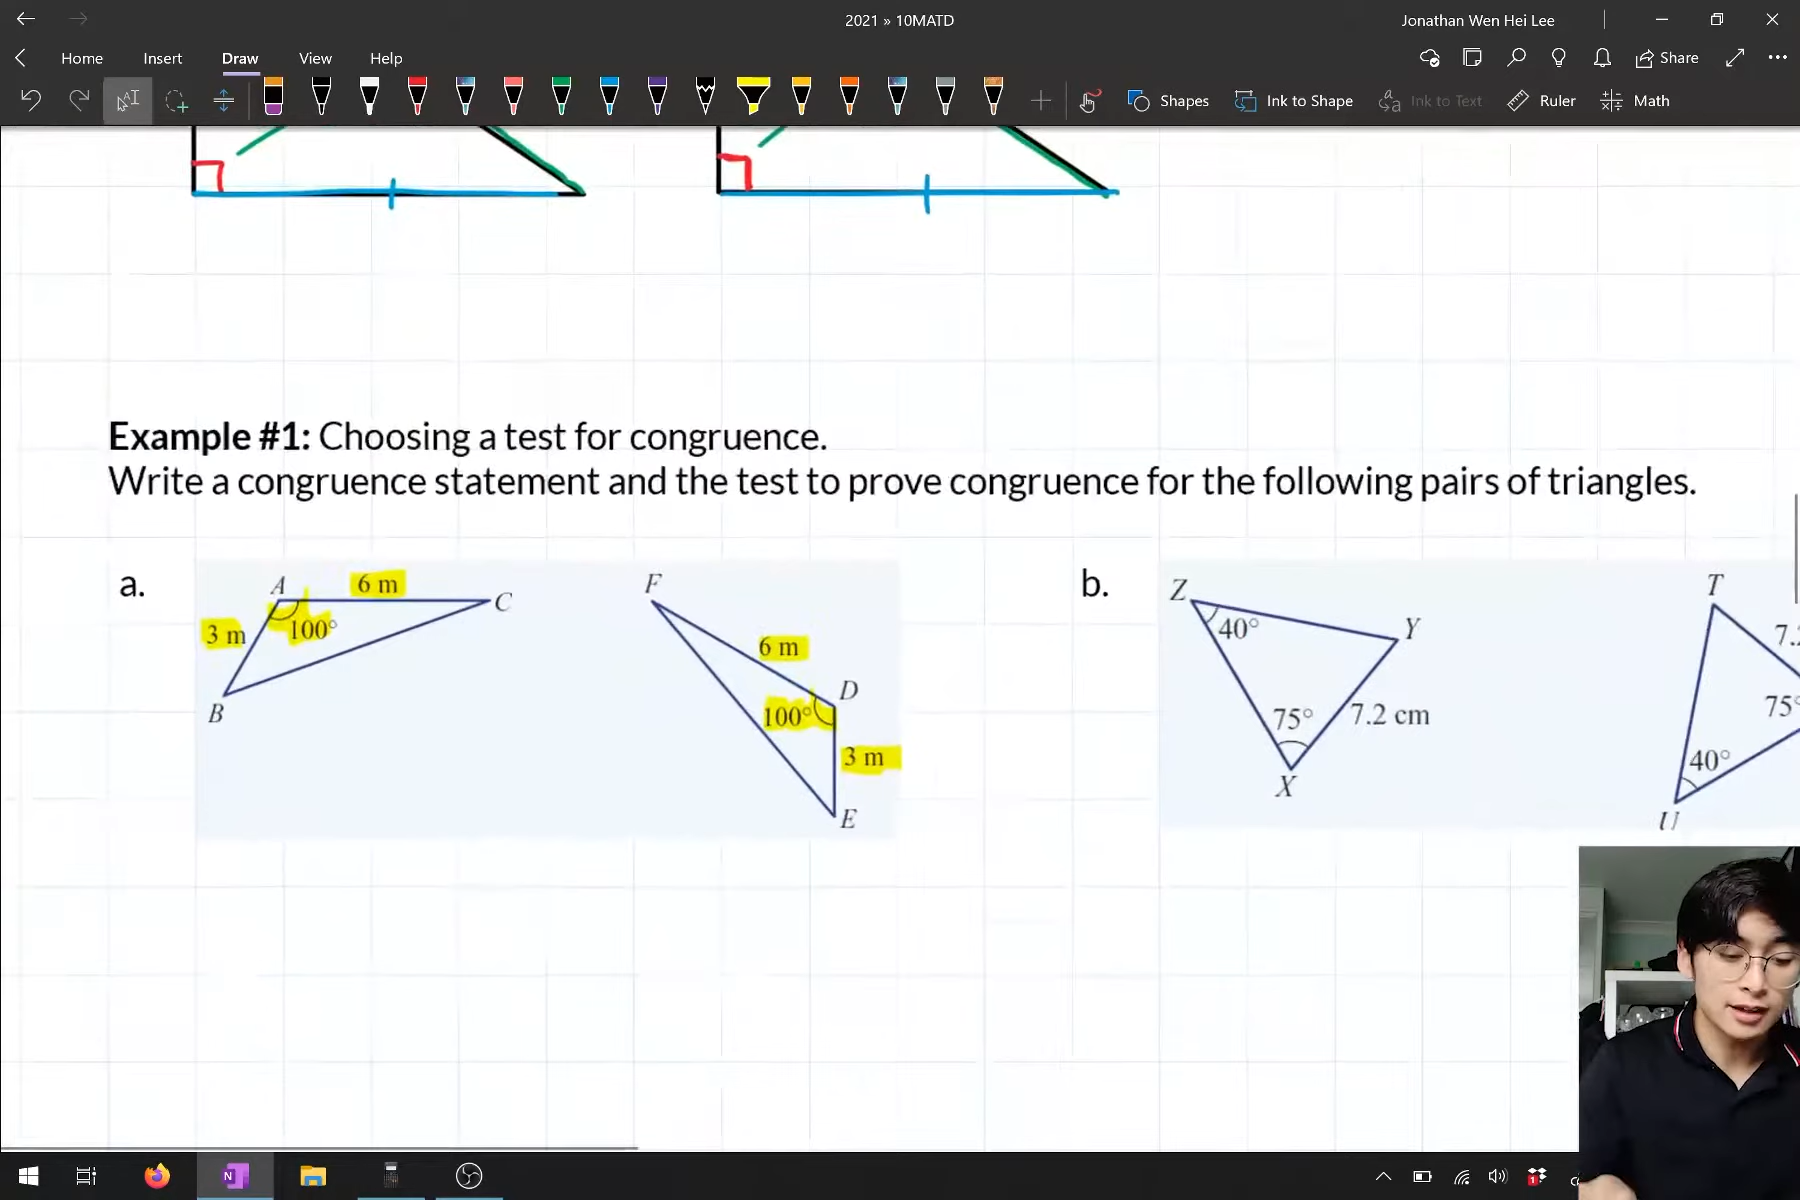 2021 » 10MATD
Jonathan Wen Hei Lee
Home Insert Draw View Help
Share
Shapes Ink to Shape Ink to Text Ruler Math
Example #1: Choosing a test for congruence.
Write a congruence statement and the test to prove congruence for the following pairs of triangles.
a.
A 6 m C
3 m 100°
B
F
6 m
D
100°
3 m
E
b.
Z
40°
Y
75° 7.2 cm
X
T
7.
75°
40°
U